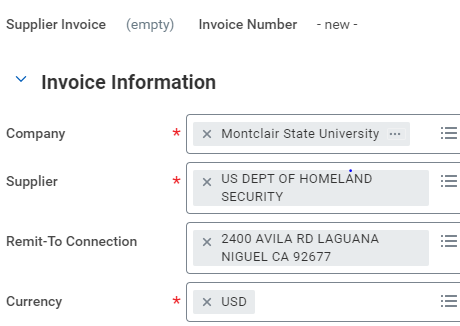 Supplier Invoice (empty) Invoice Number - new -
Invoice Information
Company * × Montclair State University ...
Supplier * × US DEPT OF HOMELAND
SECURITY
Remit-To Connection × 2400 AVILA RD LAGUANA
NIGUEL CA 92677
Currency * × USD